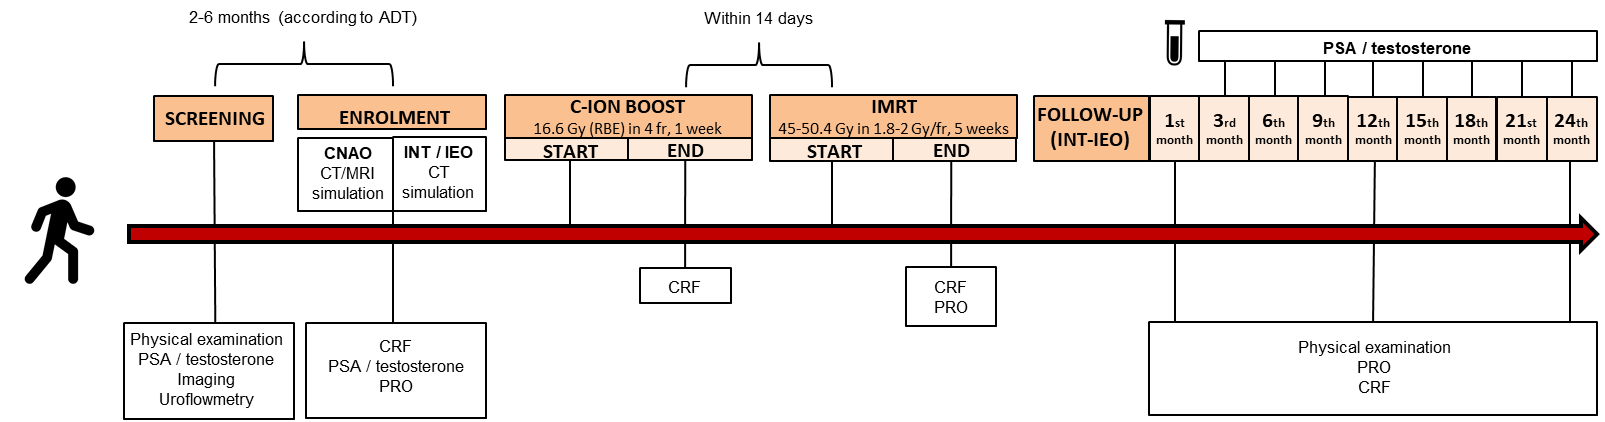 2-6 months (according to ADT)
Within 14 days
PSA / testosterone
SCREENING
ENROLMENT
CNAO
CT/MRI
simulation
INT / IEO
CT
simulation
C-ION BOOST
16.6 Gy (RBE) in 4 fr, 1 week
START
END
IMRT
45-50.4 Gy in 1.8-2 Gy/fr, 5 weeks
START
END
FOLLOW-UP
(INT-IEO)
1st
month
3rd
month
6th
month
9th
month
12th
month
15th
month
18th
month
21st
month
24th
month
CRF
CRF
PRO
Physical examination
PSA / testosterone
Imaging
Uroflowmetry
CRF
PSA / testosterone
PRO
Physical examination
PRO
CRF